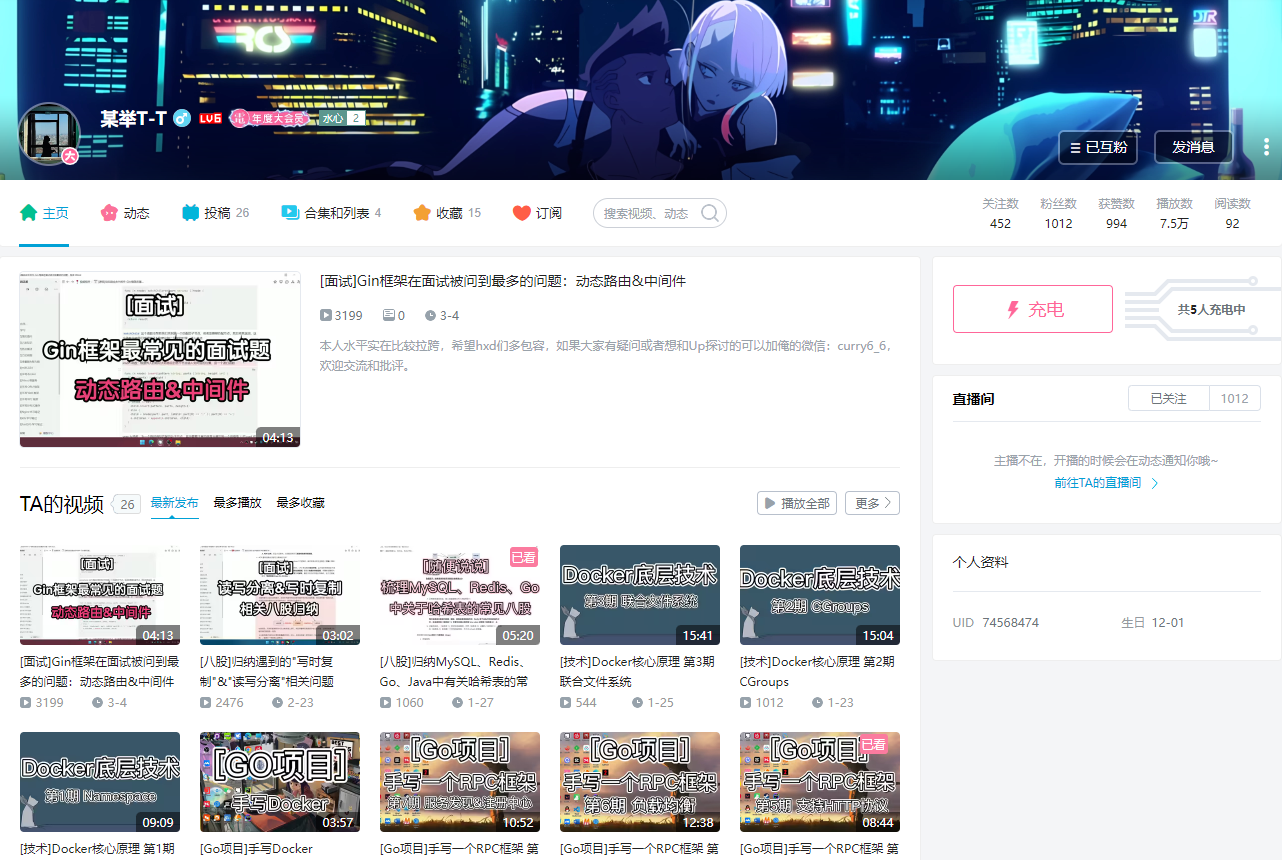 RCS
某举T-T LV6 年度大会员 水心 2
已互粉 发消息
主页 动态 投稿 26 合集和列表 4 收藏 15 订阅 搜索视频、动态
关注数 粉丝数 获赞数 播放数 阅读数
452 1012 994 7.5万 92
[面试]
Gin框架最常见的面试题
动态路由&中间件
04:13
[面试]Gin框架在面试被问到最多的问题：动态路由&中间件
3199 0 3-4
本人水平实在比较拉跨，希望hxd们多包容，如果大家有疑问或者想和Up探讨的可以加俺的微信：curry6_6，
欢迎交流和批评。
充电 共5人充电中
直播间 已关注 1012
主播不在，开播的时候会在动态通知你哦~
前往TA的直播间
个人资料
UID 74568474 生日 12-01
TA的视频 26 最新发布 最多播放 最多收藏 播放全部 更多
[面试]
Gin框架最常见的面试题
动态路由&中间件
04:13
[面试]Gin框架在面试被问到最
多的问题：动态路由&中间件
3199 3-4
[面试]
读写分离&写时复制
相关八股归纳
03:02
[八股]归纳遇到的"写时复
制"&"读写分离"相关问题
2476 2-23
已看
[随便说说]
梳理MySQL、Redis、Go
中关于哈希表的常见八股
05:20
[八股]归纳MySQL、Redis、
Go、Java中有关哈希表的常
1060 1-27
Docker底层技术
第3期 联合文件系统
15:41
[技术]Docker核心原理 第3期
联合文件系统
544 1-25
Docker底层技术
第2期 CGroups
15:04
[技术]Docker核心原理 第2期
CGroups
1012 1-23
Docker底层技术
第1期 Namespace
09:09
[技术]Docker核心原理 第1期
[GO项目]
手写Docker
03:57
[Go项目]手写Docker
[Go项目]
手写一个RPC框架
第7期 服务发现&注册中心
10:52
[Go项目]手写一个RPC框架 第
[Go项目]
手写一个RPC框架
第6期 负载均衡
12:38
[Go项目]手写一个RPC框架 第
已看
[Go项目]
手写一个RPC框架
第5期 支持HTTP协议
08:44
[Go项目]手写一个RPC框架 第